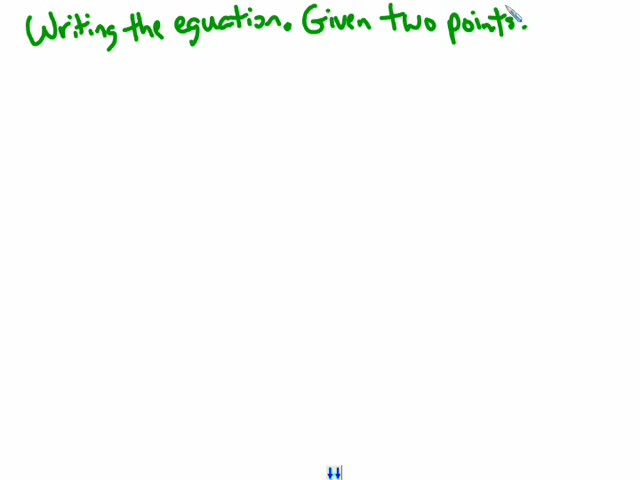 Writing the equation. Given two points.